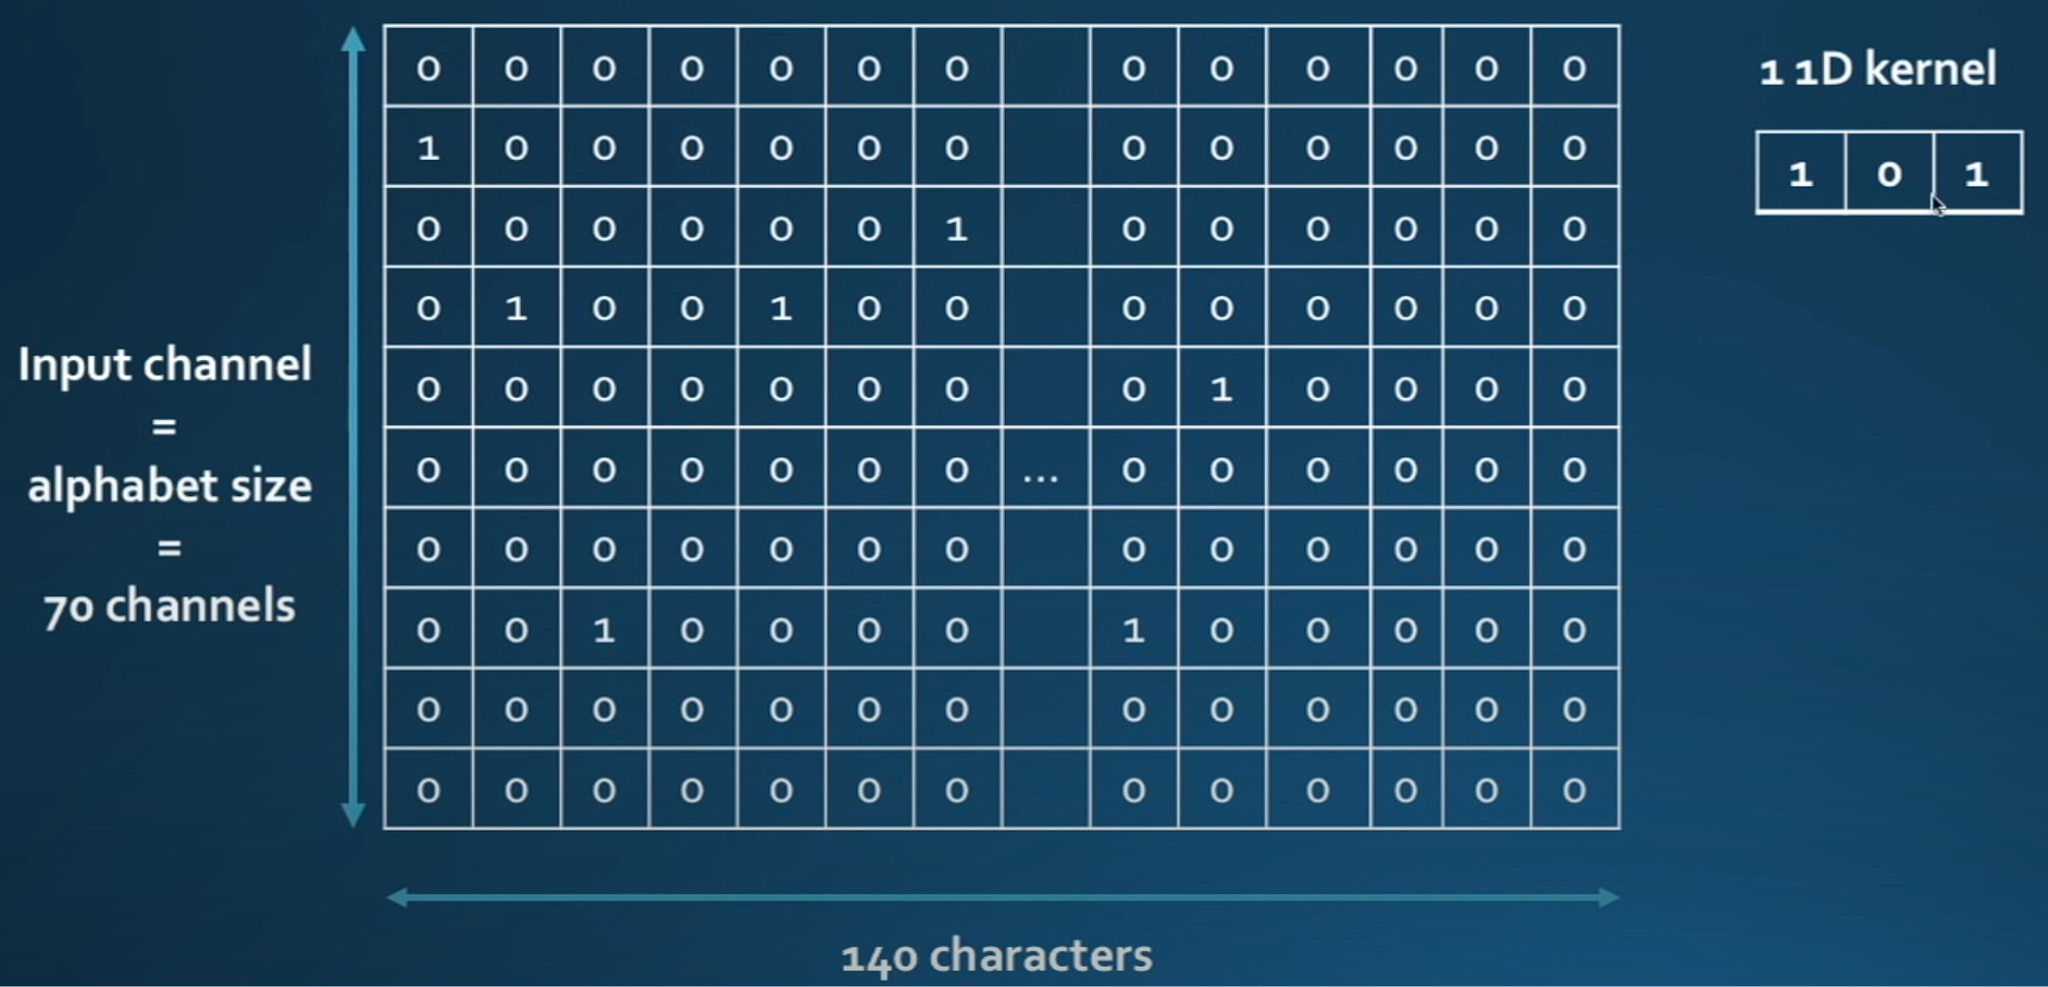 0 0 0 0 0 0 0 0 0 0 0 0 0
1 0 0 0 0 0 0 0 0 0 0 0 0
0 0 0 0 0 0 1 0 0 0 0 0 0
0 1 0 0 1 0 0 0 0 0 0 0 0
0 0 0 0 0 0 0 0 1 0 0 0 0
0 0 0 0 0 0 0 ... 0 0 0 0 0 0
0 0 0 0 0 0 0 0 0 0 0 0 0
0 0 1 0 0 0 0 1 0 0 0 0 0
0 0 0 0 0 0 0 0 0 0 0 0 0
0 0 0 0 0 0 0 0 0 0 0 0 0
Input channel
=
alphabet size
=
70 channels
140 characters
1 1D kernel
1 0 1